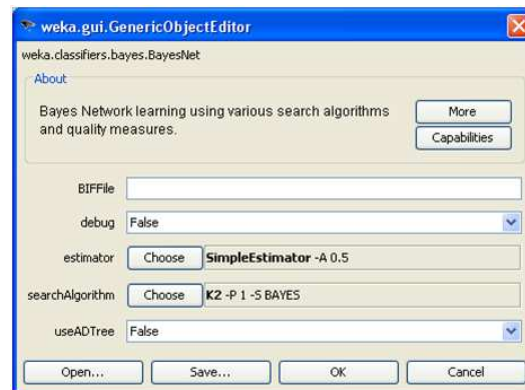 weka.gui.GenericObjectEditor
weka.classifiers.bayes.BayesNet
About
Bayes Network learning using various search algorithms
and quality measures.
More
Capabilities
BIFFile
debug False
estimator Choose SimpleEstimator -A 0.5
searchAlgorithm Choose K2 -P 1 -S BAYES
useADTree False
Open... Save... OK Cancel